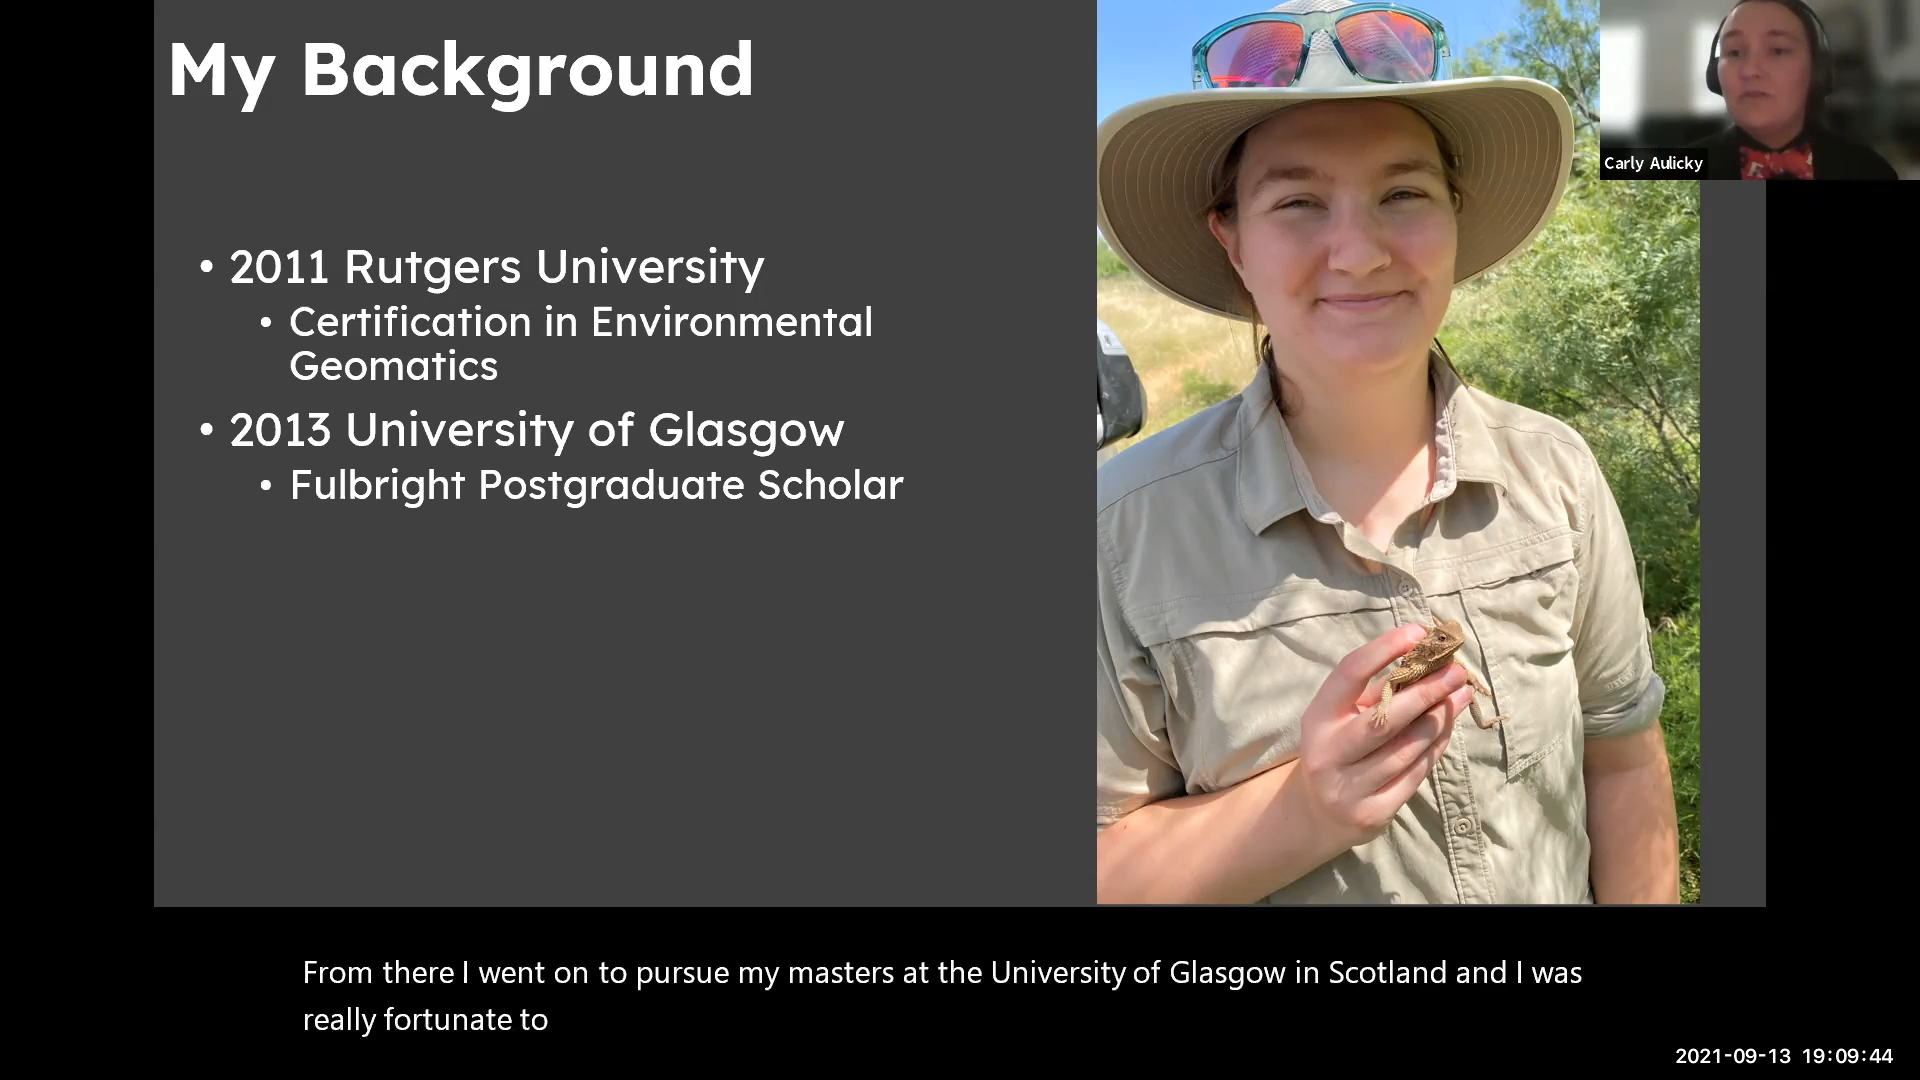 My Background
Carly Aulicky
• 2011 Rutgers University
• Certification in Environmental
Geomatics
• 2013 University of Glasgow
• Fulbright Postgraduate Scholar
From there I went on to pursue my masters at the University of Glasgow in Scotland and I was
really fortunate to
2021-09-13 19:09:44